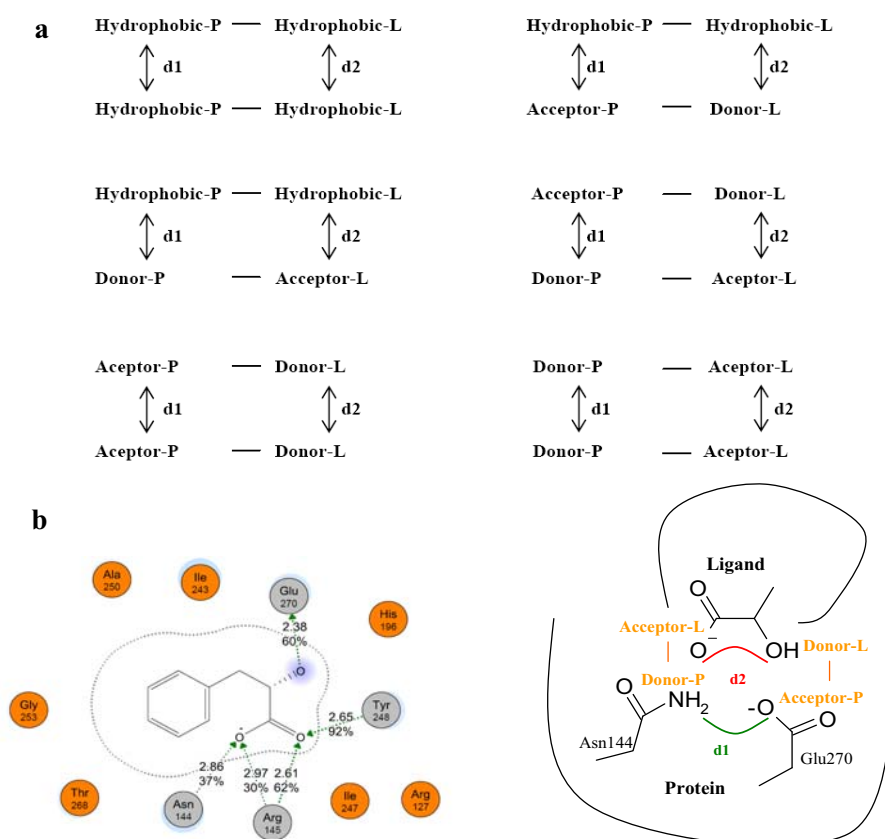 a
Hydrophobic-P — Hydrophobic-L
d1 d2
Hydrophobic-P — Hydrophobic-L
Hydrophobic-P — Hydrophobic-L
d1 d2
Acceptor-P — Donor-L
Hydrophobic-P — Hydrophobic-L
d1 d2
Donor-P — Acceptor-L
Acceptor-P — Donor-L
d1 d2
Donor-P — Aceptor-L
Aceptor-P — Donor-L
d1 d2
Aceptor-P — Donor-L
Donor-P — Aceptor-L
d1 d2
Donor-P — Aceptor-L
b
Ala
250
Ile
243
Glu
270
His
196
2.38
60%
O
Gly
253
Tyr
248
2.65
92%
O
-
O
2.86
37%
2.97
30%
2.61
62%
Thr
268
Asn
144
Arg
145
Ile
247
Arg
127
Ligand
O
Acceptor-L
-
O
OH
Donor-L
Donor-P
d2
Acceptor-P
O
NH2
-O
O
Asn144
d1
Glu270
Protein